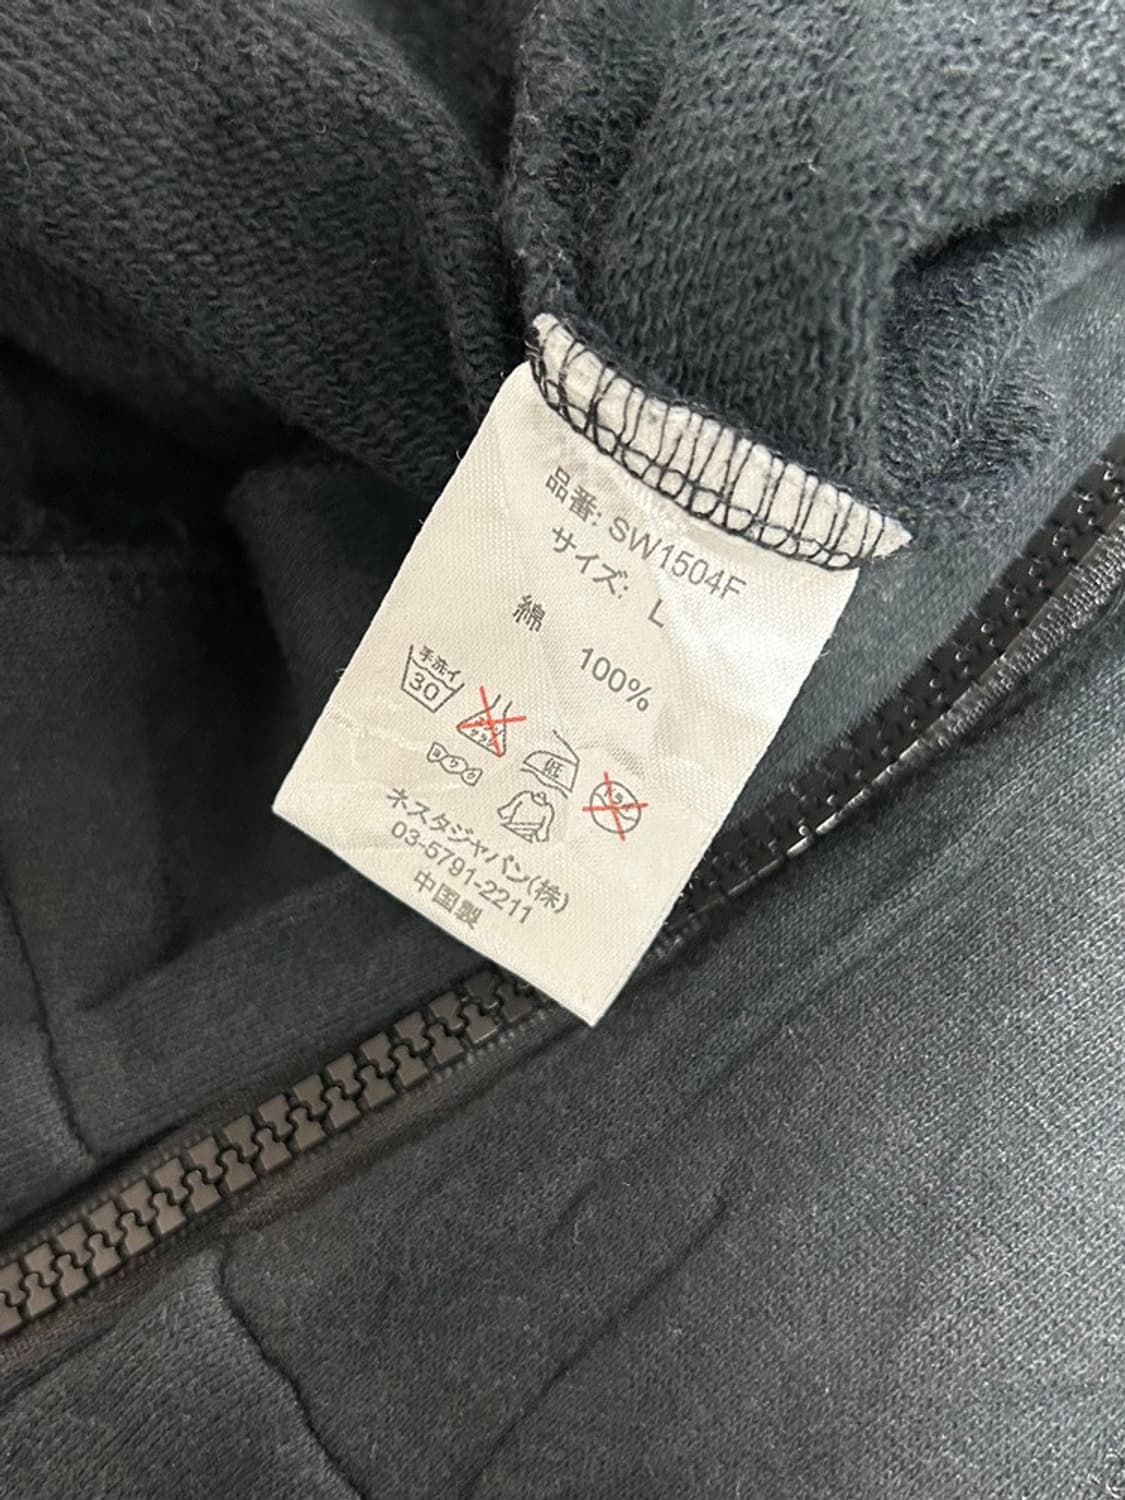 品番: SW1504F
サイズ: L
綿 100%
手洗イ
30
低
ネスタジャパン(株)
03-5791-2211
中国製